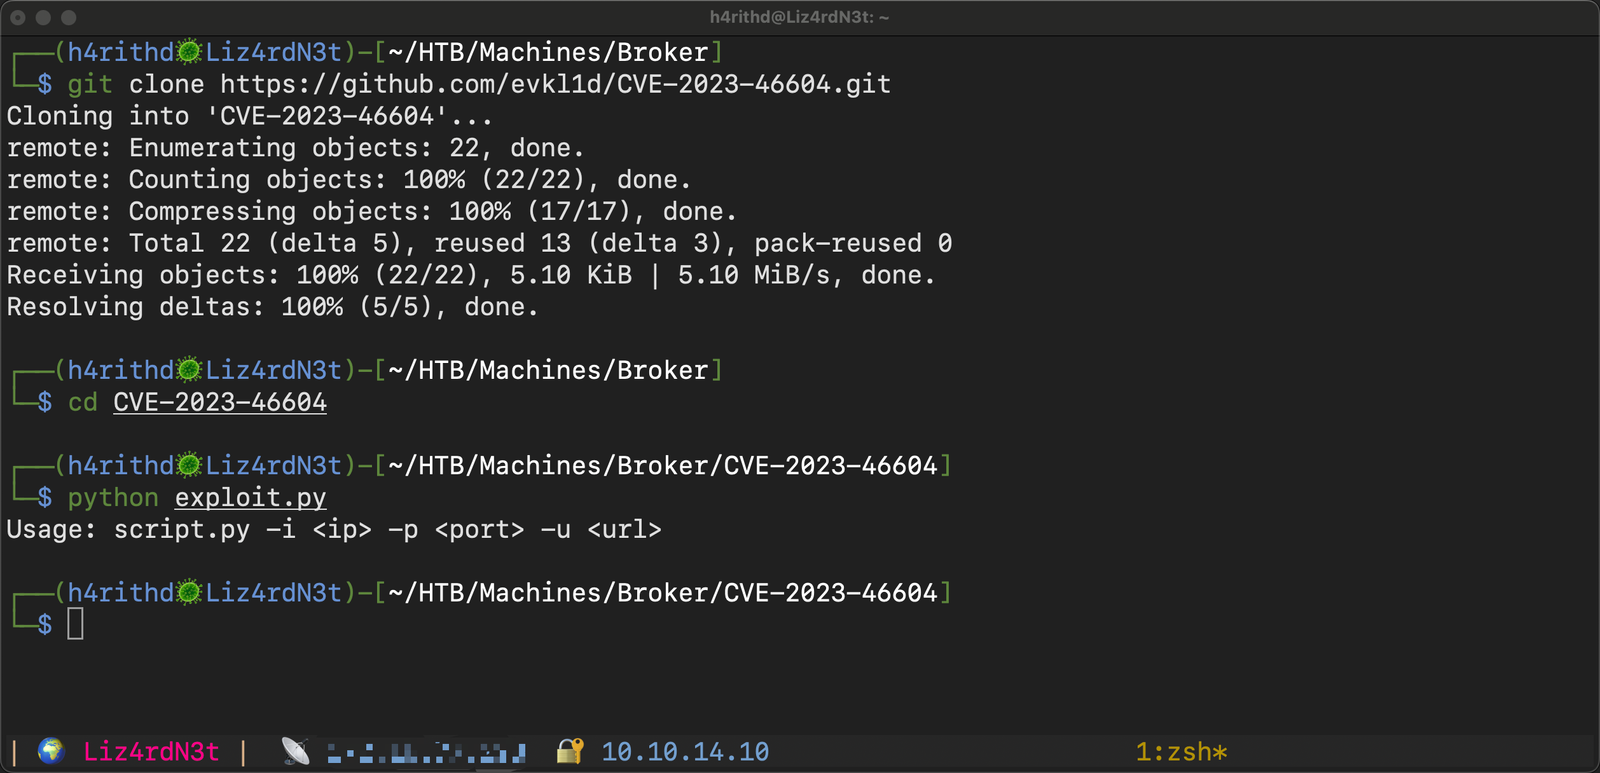 h4rithd@Liz4rdN3t: ~
┌──(h4rithd🦠Liz4rdN3t)-[~/HTB/Machines/Broker]
└─$ git clone https://github.com/evkl1d/CVE-2023-46604.git
Cloning into 'CVE-2023-46604'...
remote: Enumerating objects: 22, done.
remote: Counting objects: 100% (22/22), done.
remote: Compressing objects: 100% (17/17), done.
remote: Total 22 (delta 5), reused 13 (delta 3), pack-reused 0
Receiving objects: 100% (22/22), 5.10 KiB | 5.10 MiB/s, done.
Resolving deltas: 100% (5/5), done.
┌──(h4rithd🦠Liz4rdN3t)-[~/HTB/Machines/Broker]
└─$ cd CVE-2023-46604
┌──(h4rithd🦠Liz4rdN3t)-[~/HTB/Machines/Broker/CVE-2023-46604]
└─$ python exploit.py
Usage: script.py -i <ip> -p <port> -u <url>
┌──(h4rithd🦠Liz4rdN3t)-[~/HTB/Machines/Broker/CVE-2023-46604]
└─$
| 🌍 Liz4rdN3t | 📡 🔐 10.10.14.10 1:zsh*